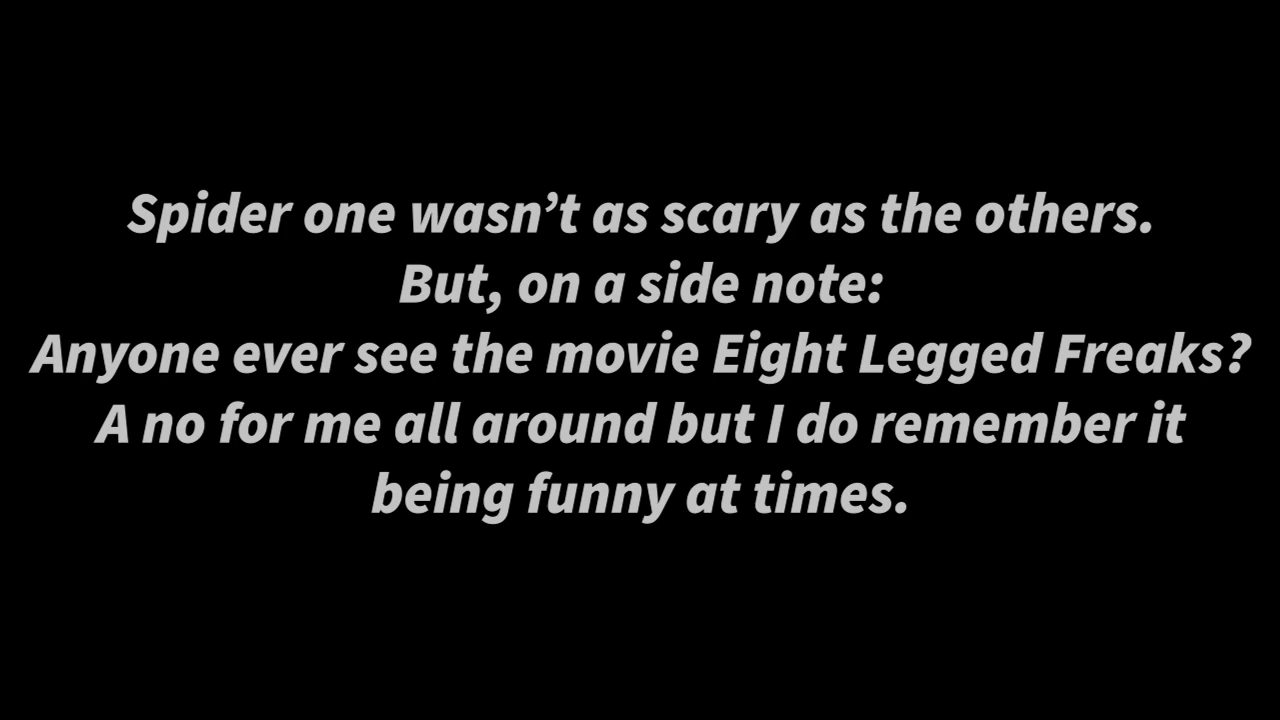 Spider one wasn’t as scary as the others.
But, on a side note:
Anyone ever see the movie Eight Legged Freaks?
A no for me all around but I do remember it
being funny at times.